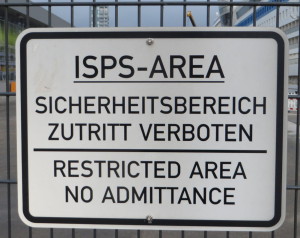 ISPS-AREA
SICHERHEITSBEREICH
ZUTRITT VERBOTEN
RESTRICTED AREA
NO ADMITTANCE